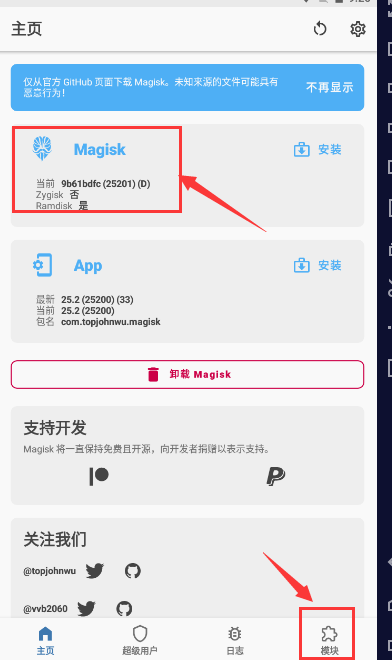 主页
仅从官方 GitHub 页面下载 Magisk。未知来源的文件可能具有
恶意行为！
不再显示
Magisk
安装
当前 9b61bdfc (25201) (D)
Zygisk 否
Ramdisk 是
App
安装
最新 25.2 (25200) (33)
当前 25.2 (25200)
包名 com.topjohnwu.magisk
卸载 Magisk
支持开发
Magisk 将一直保持免费且开源，向开发者捐赠以表示支持。
关注我们
@topjohnwu
@vvb2060
主页
超级用户
日志
模块